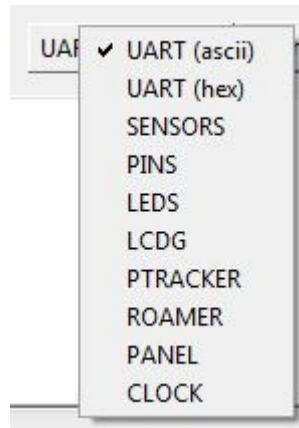 UART (ascii)
UART (hex)
SENSORS
PINS
LEDS
LCDG
PTRACKER
ROAMER
PANEL
CLOCK